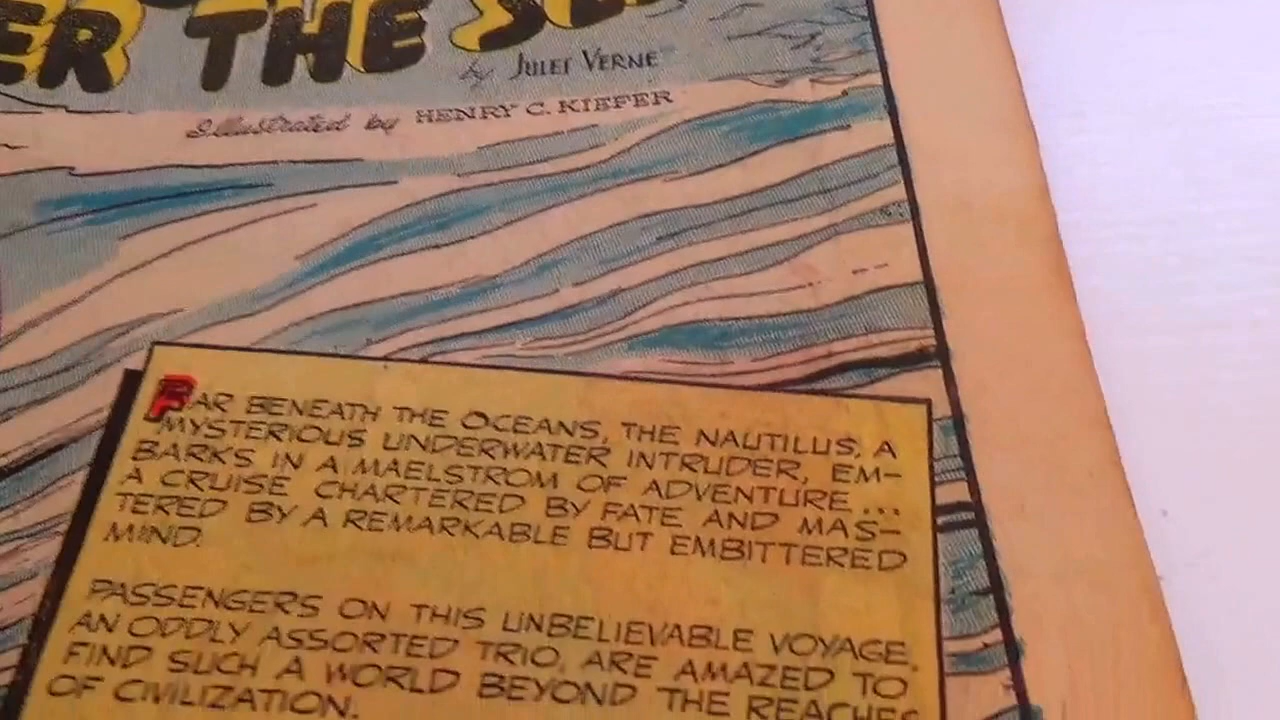 ER THE SE
by JULES VERNE
Illustrated by HENRY C. KIEFER
FAR BENEATH THE OCEANS, THE NAUTILUS, A
MYSTERIOUS UNDERWATER INTRUDER, EM-
BARKS IN A MAELSTROM OF ADVENTURE...
A CRUISE CHARTERED BY FATE AND MAS-
TERED BY A REMARKABLE BUT EMBITTERED
MIND.
PASSENGERS ON THIS UNBELIEVABLE VOYAGE,
AN ODDLY ASSORTED TRIO, ARE AMAZED TO
FIND SUCH A WORLD BEYOND THE REACHES
OF CIVILIZATION.